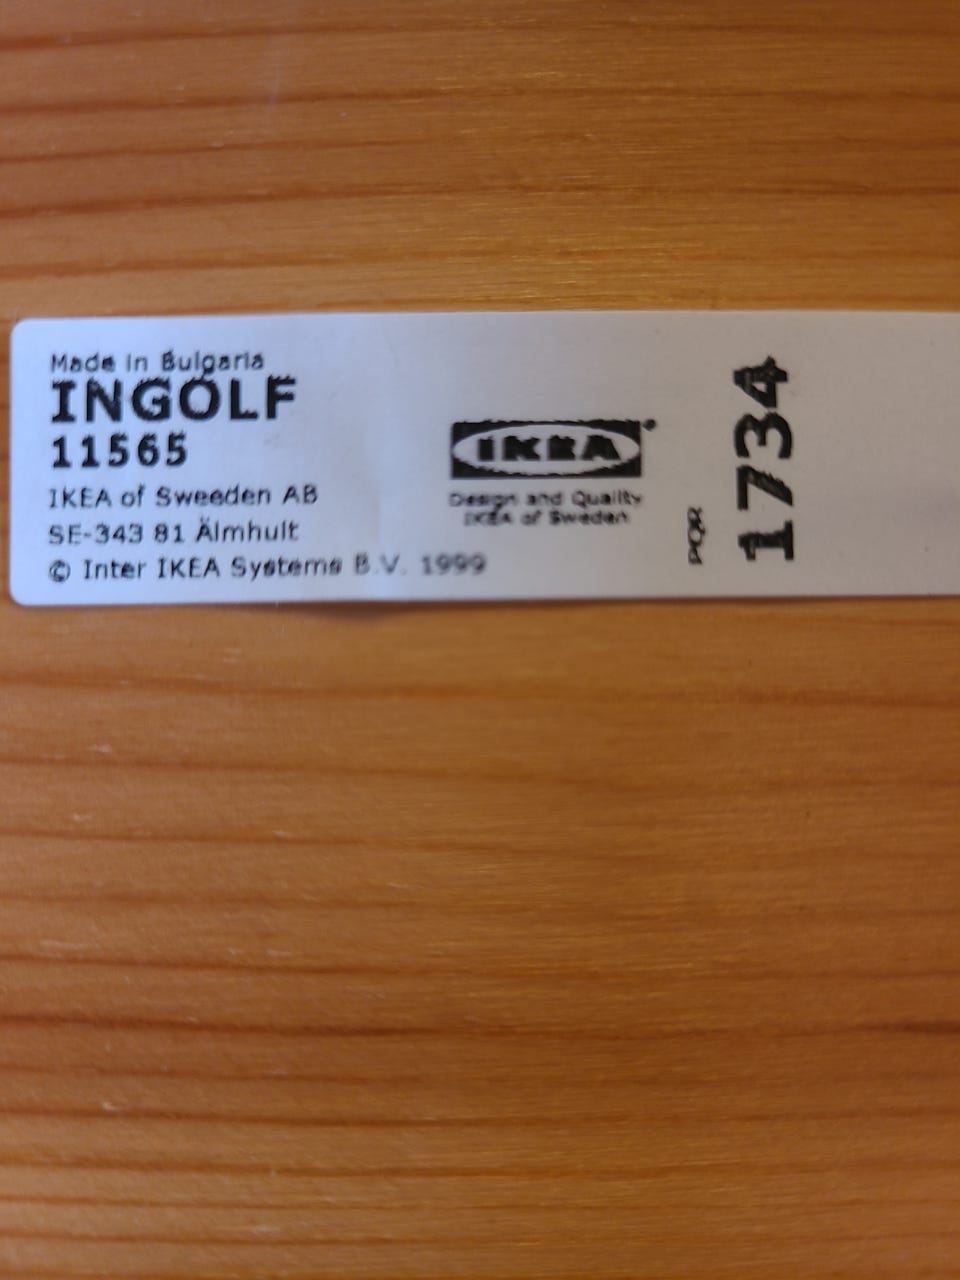 Made in Bulgaria
INGOLF
11565
IKEA of Sweeden AB
SE-343 81 Älmhult
© Inter IKEA Systems B.V. 1999
IKEA®
Design and Quality
IKEA of Sweden
PQR
1734